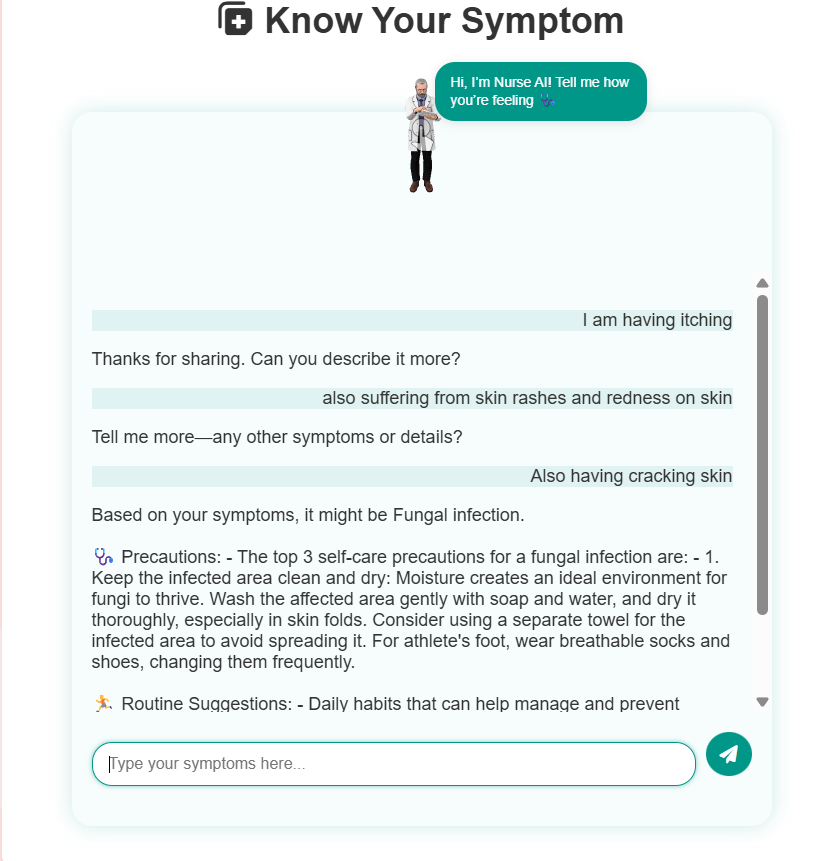 Know Your Symptom
Hi, I'm Nurse AI! Tell me how
you're feeling
I am having itching
Thanks for sharing. Can you describe it more?
also suffering from skin rashes and redness on skin
Tell me more—any other symptoms or details?
Also having cracking skin
Based on your symptoms, it might be Fungal infection.
Precautions: - The top 3 self-care precautions for a fungal infection are: - 1.
Keep the infected area clean and dry: Moisture creates an ideal environment for
fungi to thrive. Wash the affected area gently with soap and water, and dry it
thoroughly, especially in skin folds. Consider using a separate towel for the
infected area to avoid spreading it. For athlete's foot, wear breathable socks and
shoes, changing them frequently.
Routine Suggestions: - Daily habits that can help manage and prevent
Type your symptoms here...